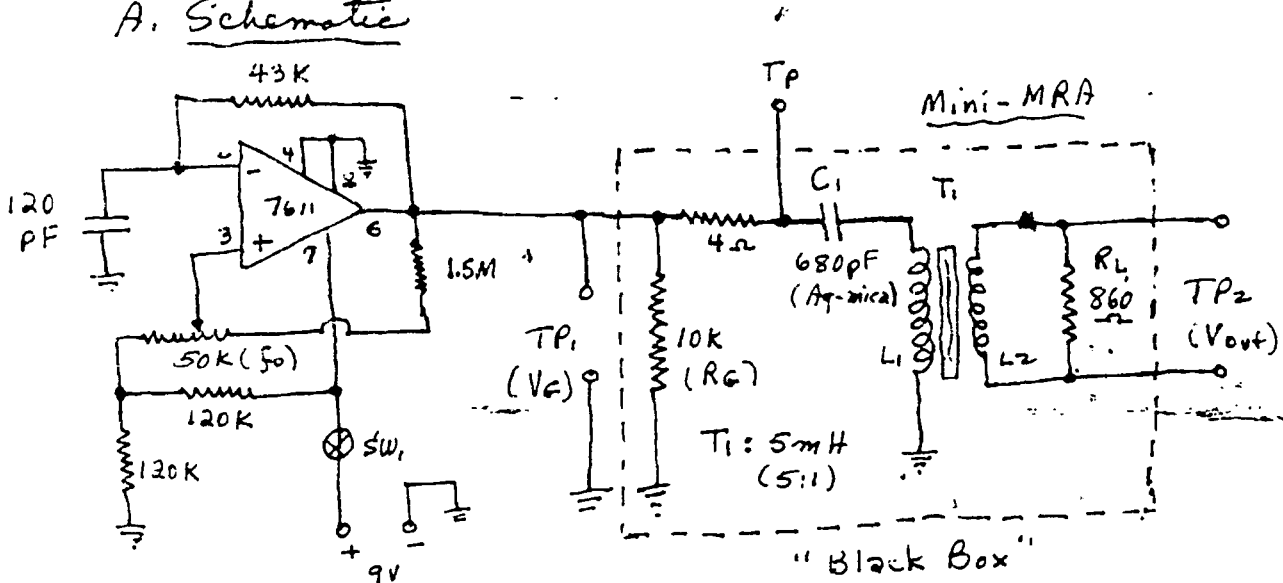 A. Schematic
43K
Tp
Mini-MRA
120
pF
4
8
-
7611
3
+
7
6
1.5M
4Ω
C1
680pF
(Ag-mica)
T1
L1
L2
RL
860
Ω
TP2
(Vout)
50K (fo)
TP1
(VG)
10K
(RG)
120K
120K
SW1
T1: 5mH
(5:1)
+
-
9V
"Black Box"